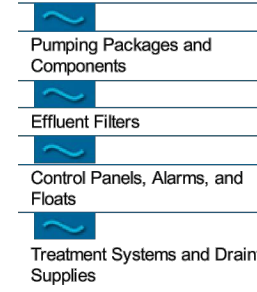 Pumping Packages and
Components
Effluent Filters
Control Panels, Alarms, and
Floats
Treatment Systems and Drain
Supplies